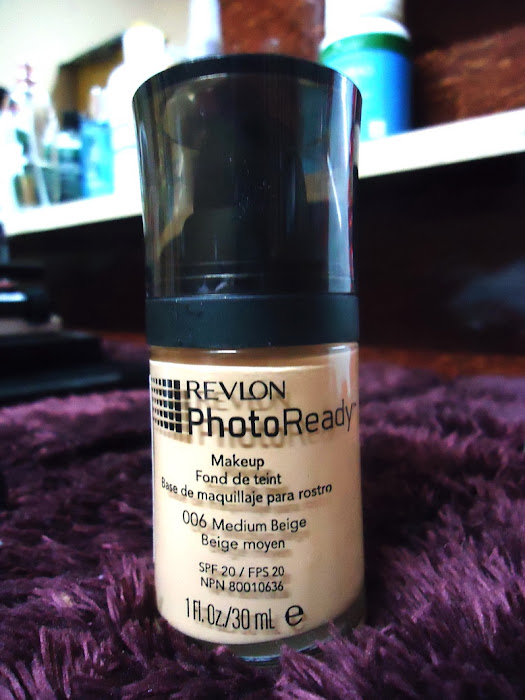 REVLON
PhotoReady™
Makeup
Fond de teint
Base de maquillaje para rostro
006 Medium Beige
Beige moyen
SPF 20 / FPS 20
NPN 80010636
1 Fl. Oz./30 mL ℮